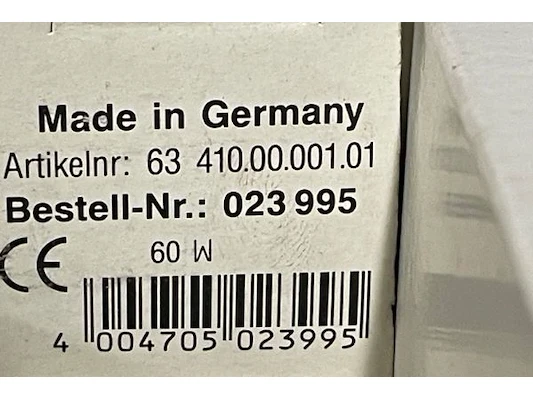 Made in Germany
Artikelnr: 63 410.00.001.01
Bestell-Nr.: 023 995
CE 60 W
4 004705 023995